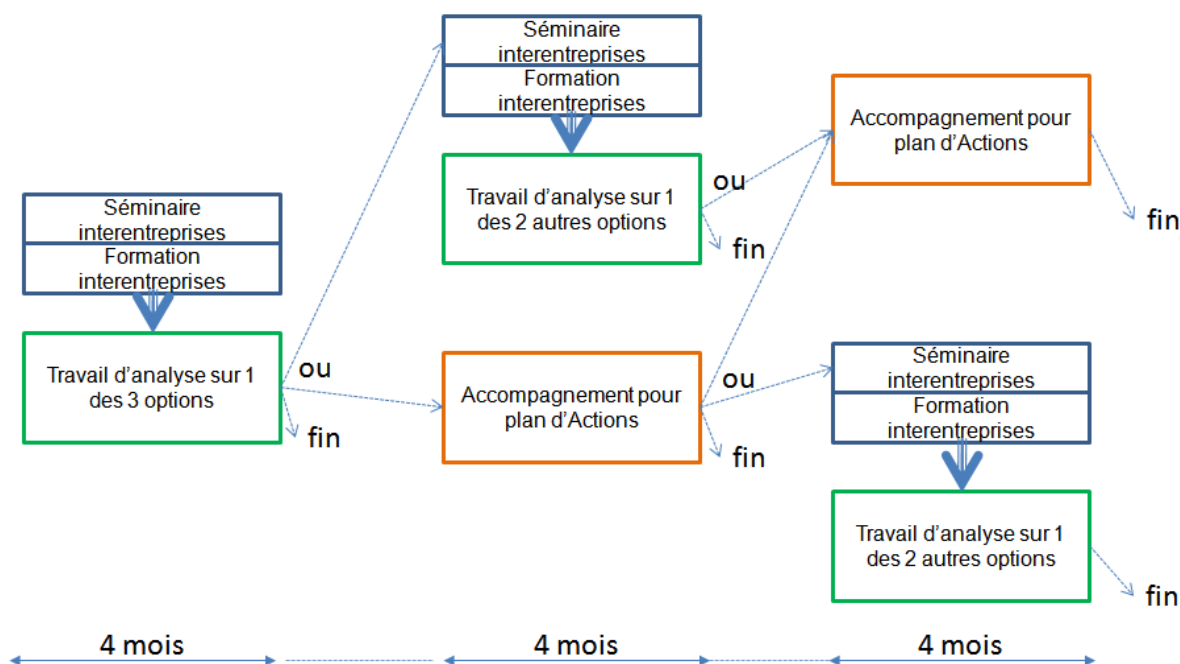 Séminaire
interentreprises
Formation
interentreprises
Travail d'analyse sur 1
des 3 options
ou
fin
Séminaire
interentreprises
Formation
interentreprises
Travail d'analyse sur 1
des 2 autres options
ou
fin
Accompagnement pour
plan d'Actions
ou
fin
Accompagnement pour
plan d'Actions
fin
Séminaire
interentreprises
Formation
interentreprises
Travail d'analyse sur 1
des 2 autres options
fin
4 mois
4 mois
4 mois